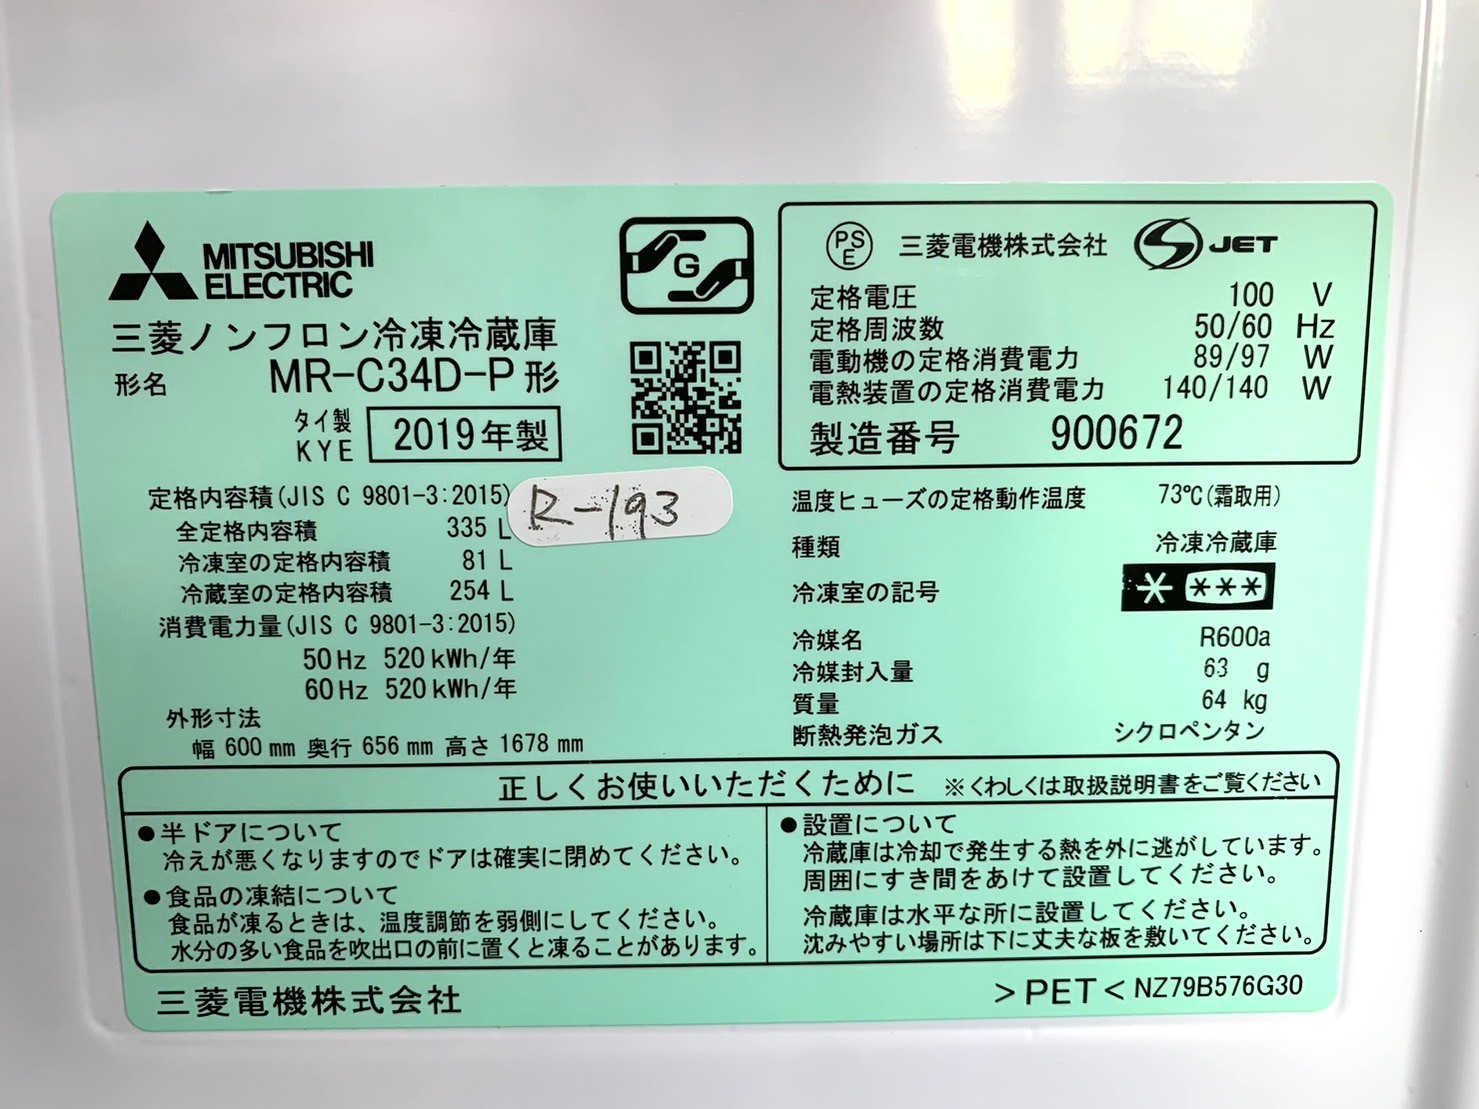 MITSUBISHI
ELECTRIC
三菱ノンフロン冷凍冷蔵庫
形名 MR-C34D-P形
タイ製
KYE
2019年製
G
定格内容積(JIS C 9801-3:2015)
全定格内容積 335 L
冷凍室の定格内容積 81 L
冷蔵室の定格内容積 254 L
消費電力量(JIS C 9801-3:2015)
50Hz 520kWh/年
60Hz 520kWh/年
外形寸法
幅 600mm 奥行 656mm 高さ 1678mm
R-193
PSE 三菱電機株式会社 S JET
定格電圧 100 V
定格周波数 50/60 Hz
電動機の定格消費電力 89/97 W
電熱装置の定格消費電力 140/140 W
製造番号 900672
温度ヒューズの定格動作温度 73℃(霜取用)
種類 冷凍冷蔵庫
冷凍室の記号 * ***
冷媒名 R600a
冷媒封入量 63 g
質量 64 kg
断熱発泡ガス シクロペンタン
正しくお使いいただくために ※くわしくは取扱説明書をご覧ください
●半ドアについて
冷えが悪くなりますのでドアは確実に閉めてください。
●食品の凍結について
食品が凍るときは、温度調節を弱側にしてください。
水分の多い食品を吹出口の前に置くと凍ることがあります。
●設置について
冷蔵庫は冷却で発生する熱を外に逃がしています。
周囲にすき間をあけて設置してください。
冷蔵庫は水平な所に設置してください。
沈みやすい場所は下に丈夫な板を敷いてください。
三菱電機株式会社
>PET< NZ79B576G30